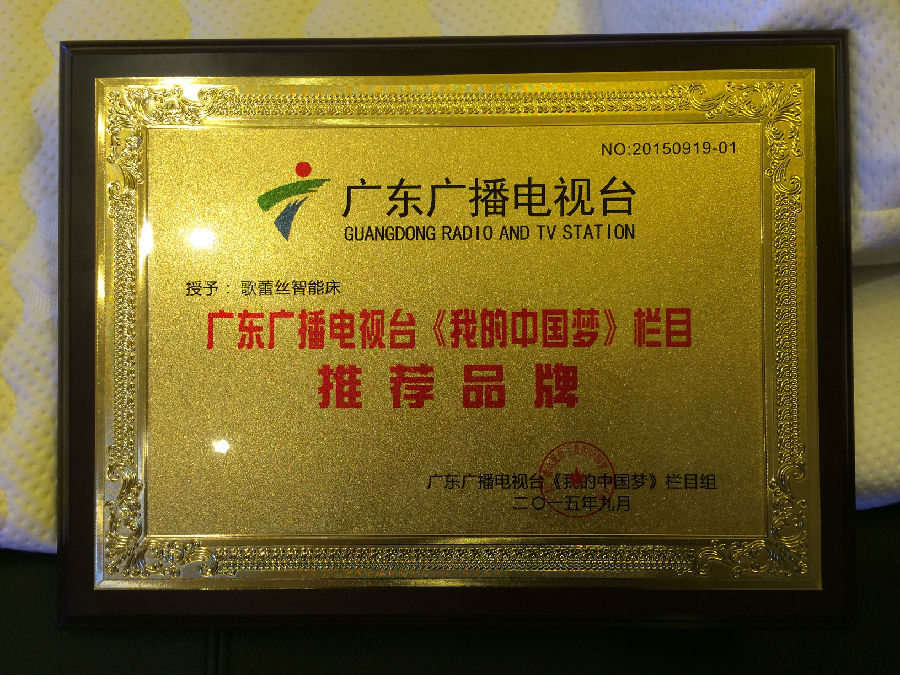 NO:20150919-01
广东广播电视台
GUANGDONG RADIO AND TV STATION
授予：歌蕾丝智能床
广东广播电视台《我的中国梦》栏目
推荐品牌
广东广播电视台《我的中国梦》栏目组
二〇一五年九月